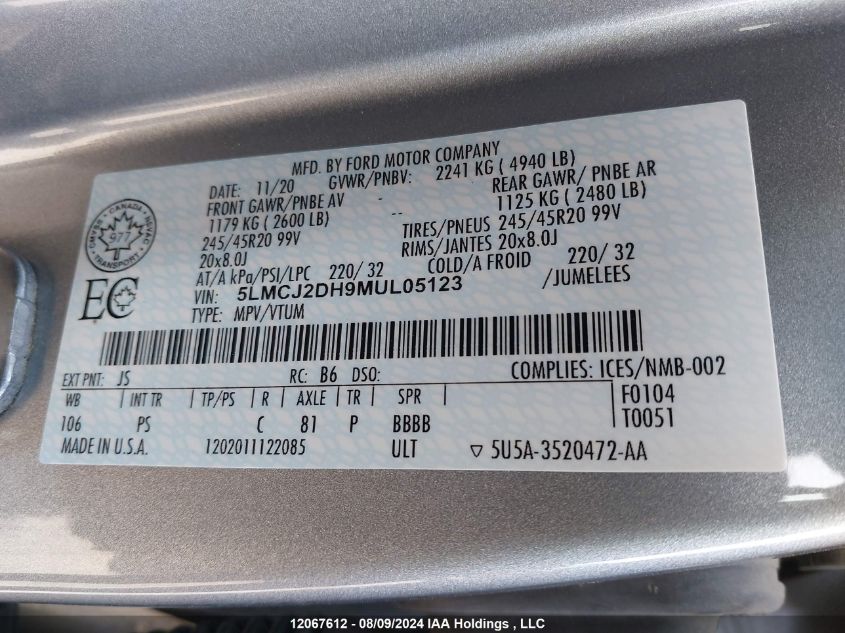 MFD. BY FORD MOTOR COMPANY
DATE: 11/20 GVWR/PNBV: 2241 KG ( 4940 LB)
FRONT GAWR/PNBE AV - REAR GAWR/ PNBE AR
1179 KG ( 2600 LB) -- 1125 KG ( 2480 LB)
245/45R20 99V TIRES/PNEUS 245/45R20 99V
20x8.0J RIMS/JANTES 20x8.0J
AT/A kPa/PSI/LPC 220/ 32 COLD/A FROID 220/ 32
VIN: 5LMCJ2DH9MUL05123 /JUMELEES
TYPE: MPV/VTUM
CANADA
NSVAC
977
TRANSPORT
CMVSS
EC
EXT PNT: JS RC: B6 DSO: COMPLIES: ICES/NMB-002
WB | INT TR | TP/PS | R | AXLE | TR | SPR F0104
106 PS C 81 P BBBB T0051
MADE IN U.S.A. 1202011122085 ULT ▽ 5U5A-3520472-AA
12067612 - 08/09/2024 IAA Holdings , LLC